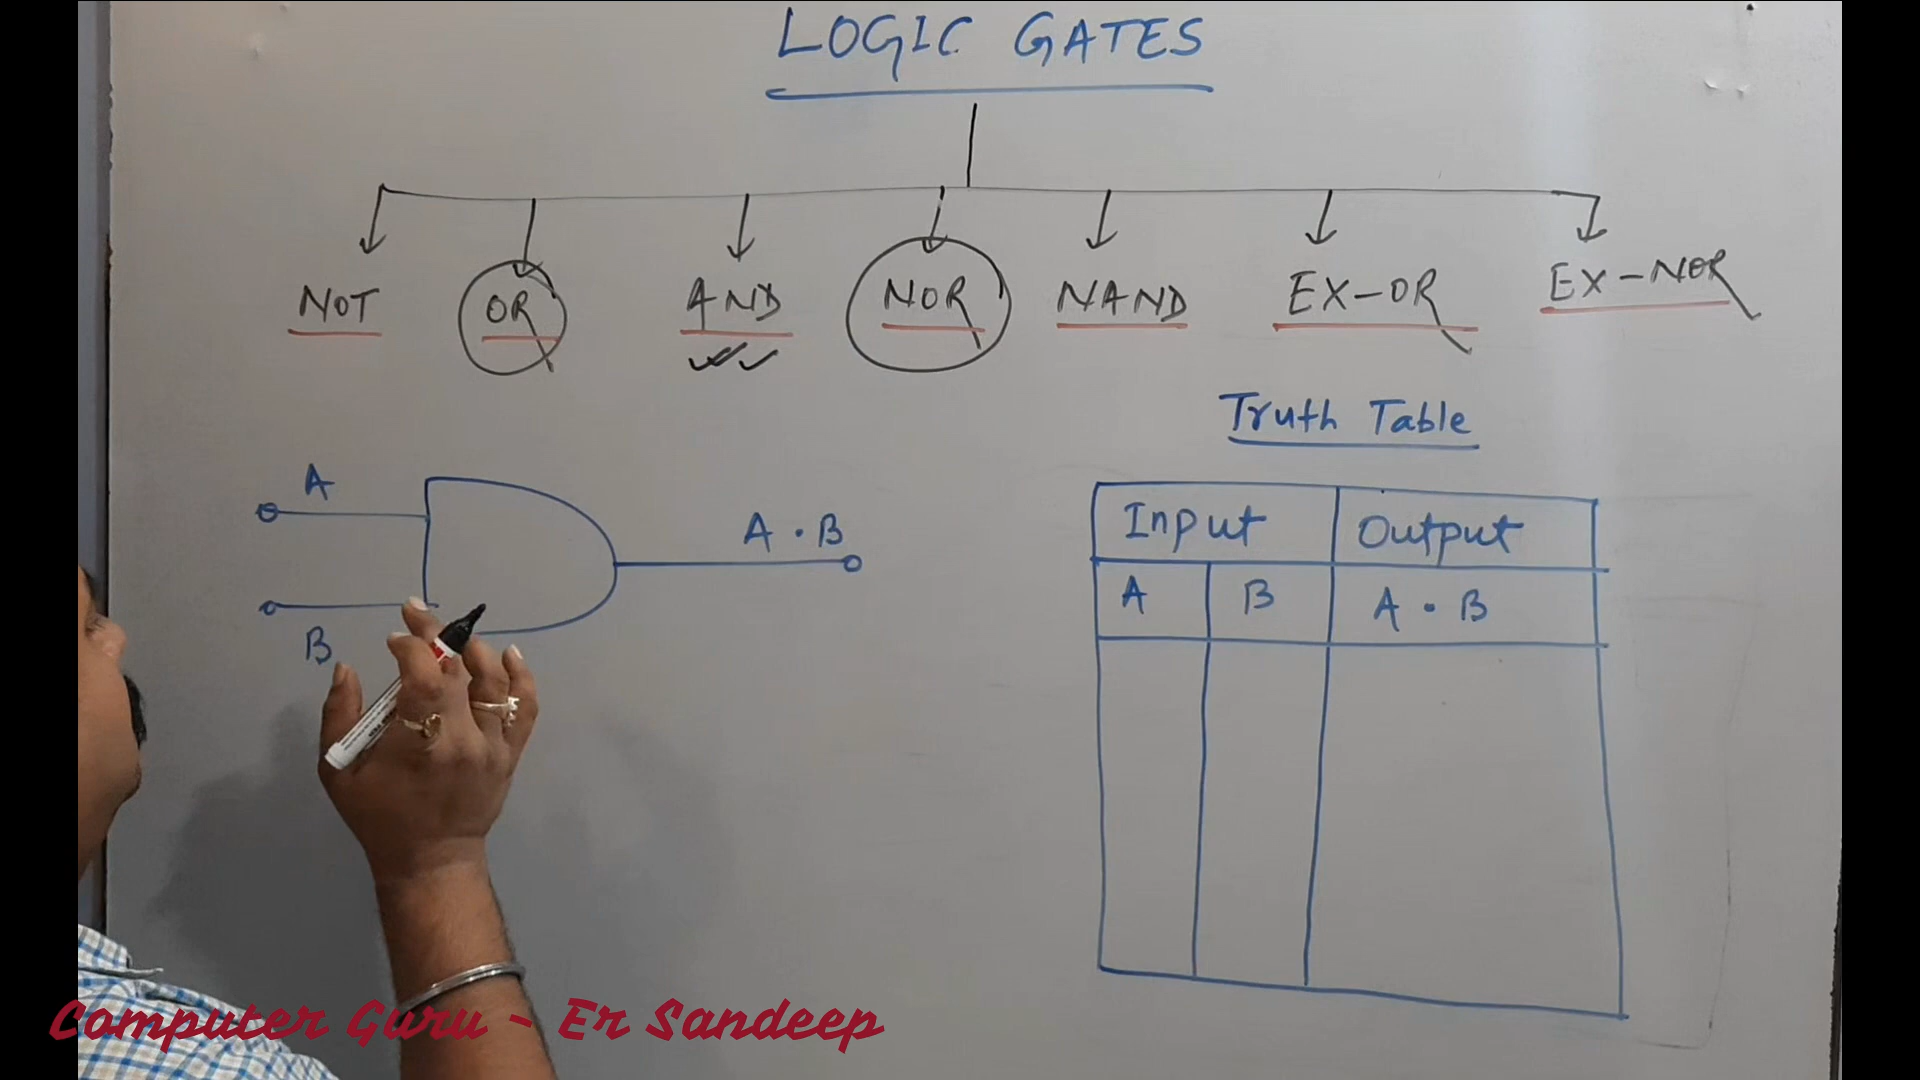 LOGIC GATES
NOT OR AND NOR NAND EX-OR EX-NOR
Truth Table
A
A · B
B
Input Output
A B A · B
Computer Guru - Er Sandeep